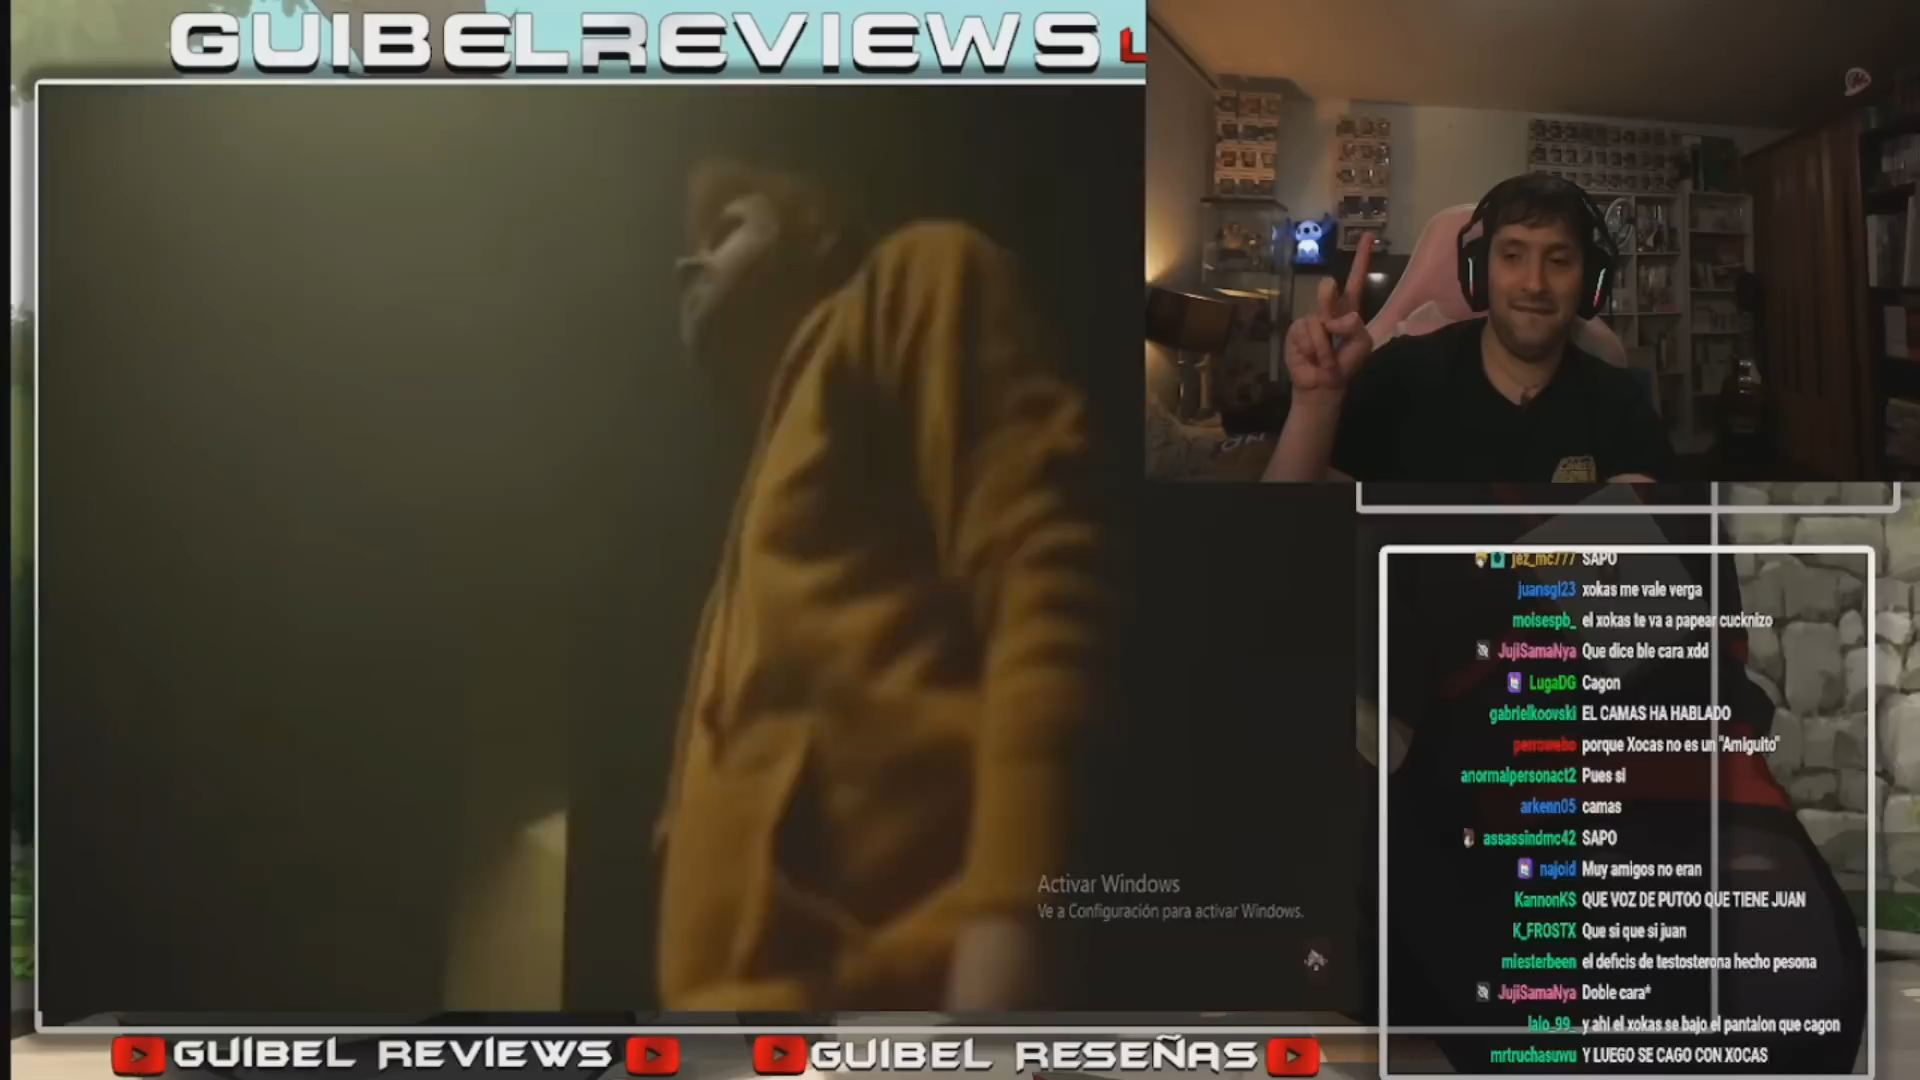 GUIBELREVIEWS L
jez_mc777 SAPO
juansgl23 xokas me vale verga
moisespb_ el xokas te va a papear cucknizo
JujiSamaNya Que dice ble cara xdd
LugaDG Cagon
gabrielkoovski EL CAMAS HA HABLADO
perrowebo porque Xocas no es un "Amiguito"
anormalpersonact2 Pues si
arkenn05 camas
assassindmc42 SAPO
najoid Muy amigos no eran
KannonKS QUE VOZ DE PUTOO QUE TIENE JUAN
K_FROSTX Que si que si juan
miesterbeen el deficis de testosterona hecho pesona
JujiSamaNya Doble cara*
lalo_99_ y ahi el xokas se bajo el pantalon que cagon
mrtruchasuwu Y LUEGO SE CAGO CON XOCAS
Activar Windows
Ve a Configuración para activar Windows.
GUIBEL REVIEWS
GUIBEL RESEÑAS